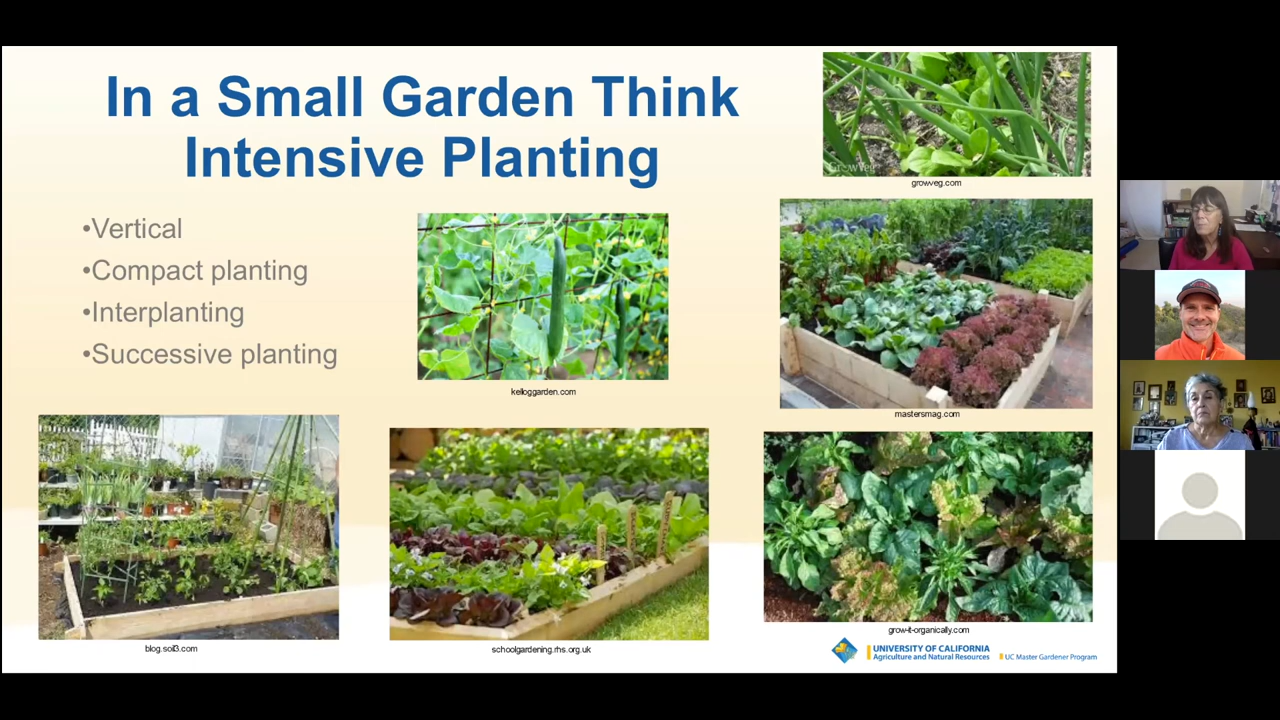 In a Small Garden Think
Intensive Planting
•Vertical
•Compact planting
•Interplanting
•Successive planting
GrowVeg
growveg.com
kelloggarden.com
mastersmag.com
blog.soil3.com
schoolgardening.rhs.org.uk
grow-it-organically.com
UNIVERSITY OF CALIFORNIA
Agriculture and Natural Resources
UC Master Gardener Program